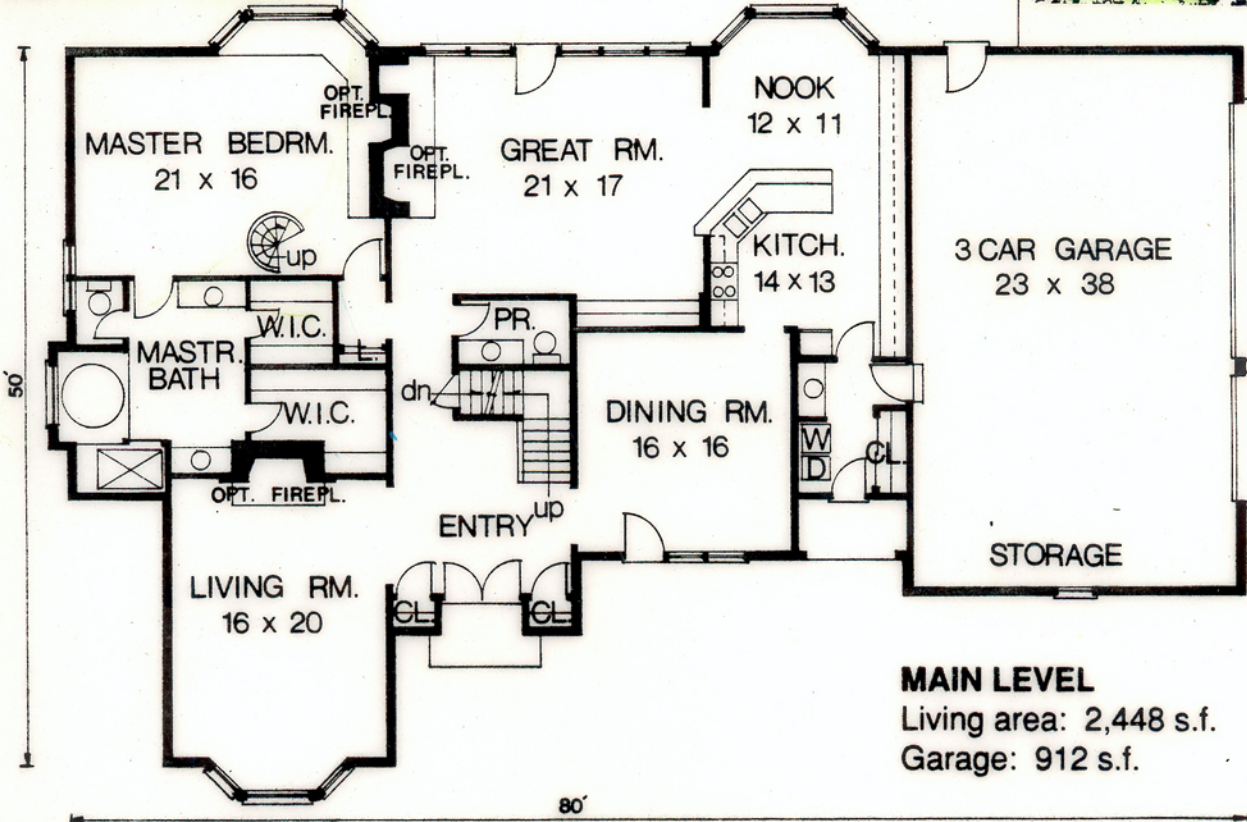 NOOK
12 x 11
OPT.
FIREPL.
MASTER BEDRM.
21 x 16
OPT.
FIREPL.
GREAT RM.
21 x 17
up
KITCH.
14 x 13
3 CAR GARAGE
23 x 38
W.I.C.
PR.
MASTR.
BATH
L.
50'
dn
W.I.C.
DINING RM.
16 x 16
W
D
CL.
OPT. FIREPL.
up
ENTRY
STORAGE
LIVING RM.
16 x 20
CL.
CL.
MAIN LEVEL
Living area: 2,448 s.f.
Garage: 912 s.f.
80'